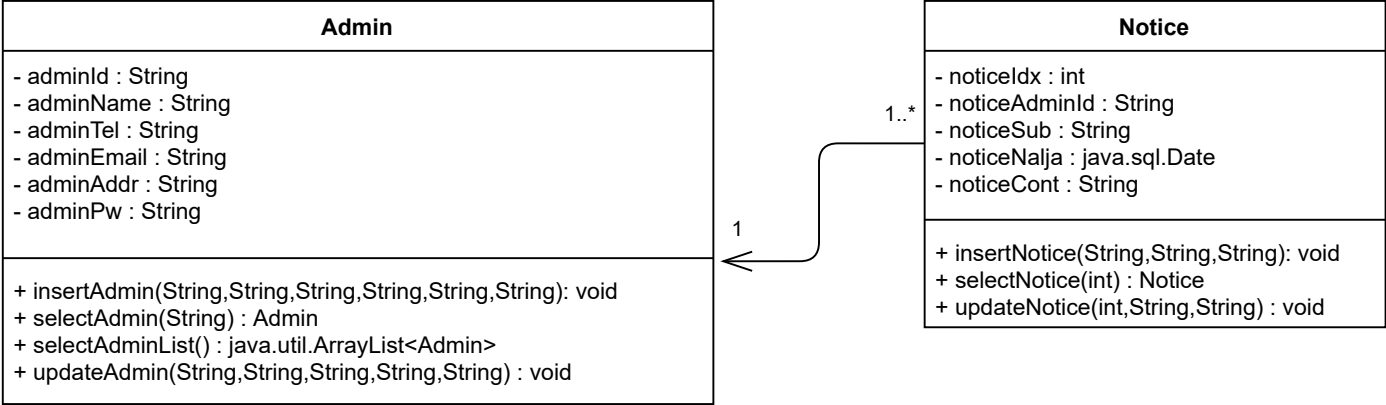 Admin
- adminId : String
- adminName : String
- adminTel : String
- adminEmail : String
- adminAddr : String
- adminPw : String
+ insertAdmin(String,String,String,String,String,String): void
+ selectAdmin(String) : Admin
+ selectAdminList() : java.util.ArrayList<Admin>
+ updateAdmin(String,String,String,String,String) : void
1
1..*
Notice
- noticeIdx : int
- noticeAdminId : String
- noticeSub : String
- noticeNalja : java.sql.Date
- noticeCont : String
+ insertNotice(String,String,String): void
+ selectNotice(int) : Notice
+ updateNotice(int,String,String) : void